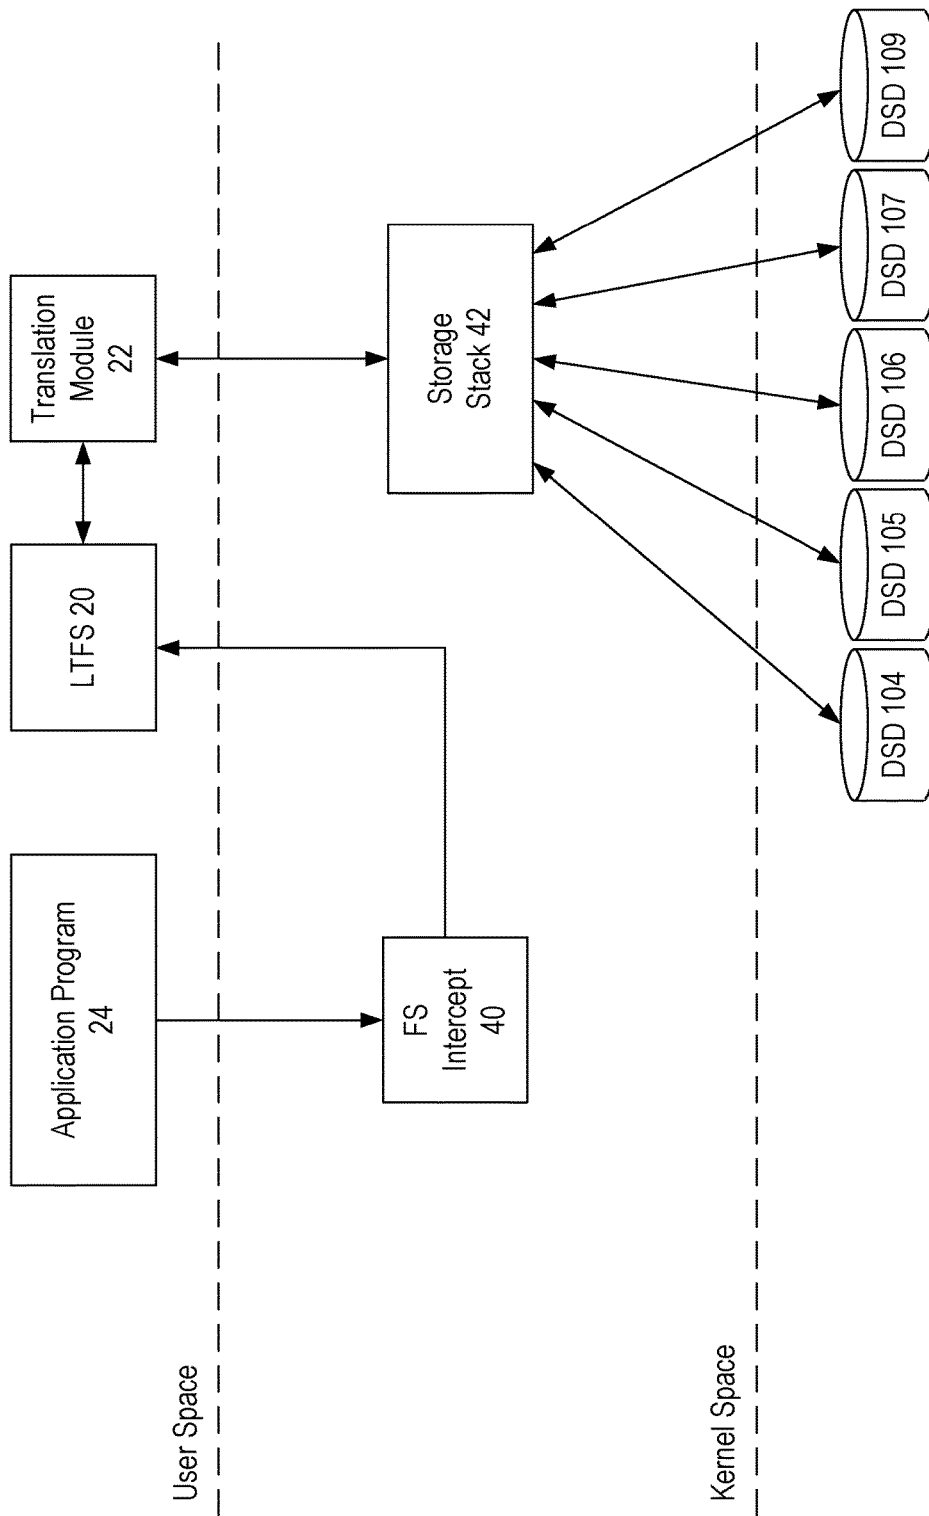 Application Program
24
LTFS 20
Translation
Module
22
User Space
FS
Intercept
40
Storage
Stack 42
Kernel Space
DSD 104
DSD 105
DSD 106
DSD 107
DSD 109